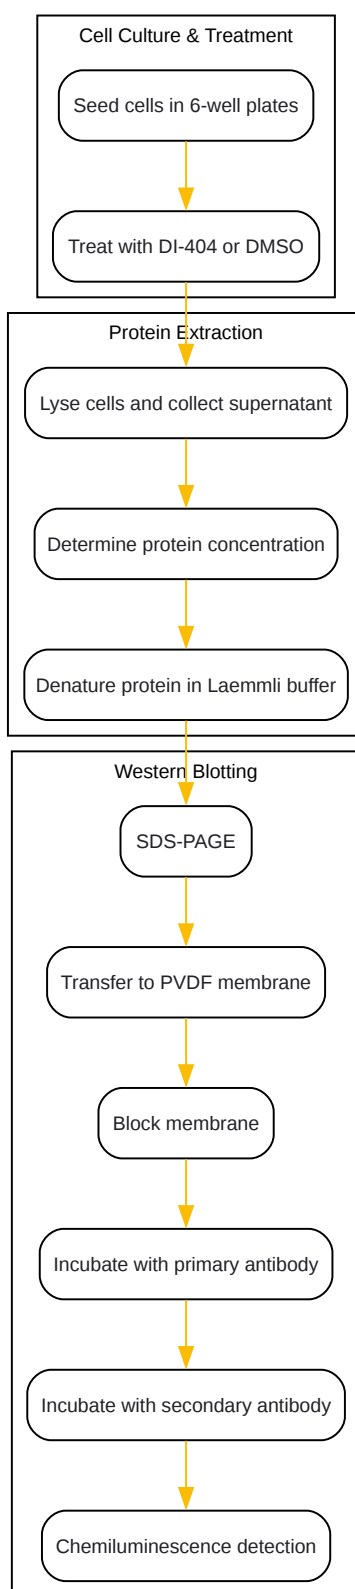 Cell Culture & Treatment
Seed cells in 6-well plates
Treat with DI-404 or DMSO
Protein Extraction
Lyse cells and collect supernatant
Determine protein concentration
Denature protein in Laemmli buffer
Western Blotting
SDS-PAGE
Transfer to PVDF membrane
Block membrane
Incubate with primary antibody
Incubate with secondary antibody
Chemiluminescence detection